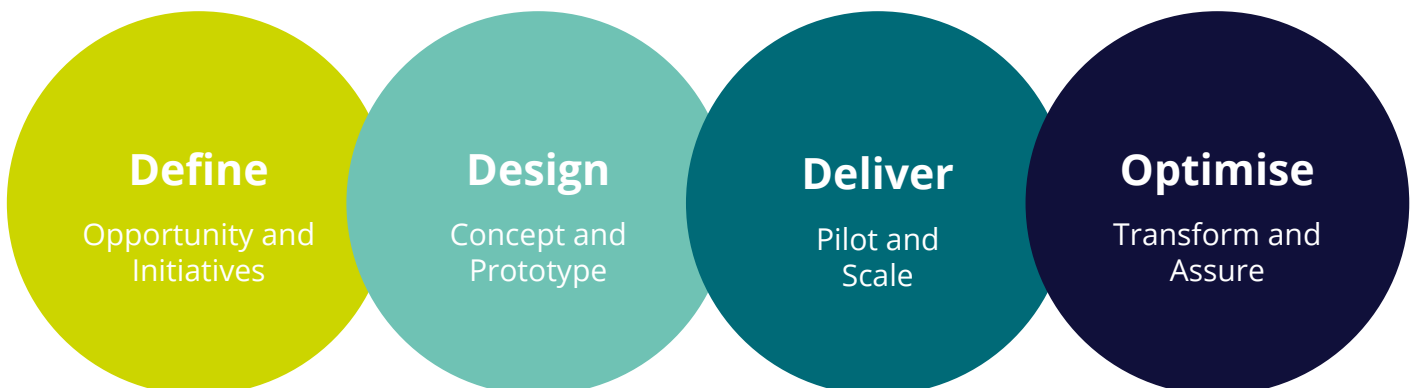 Define
Opportunity and
Initiatives
Design
Concept and
Prototype
Deliver
Pilot and
Scale
Optimise
Transform and
Assure